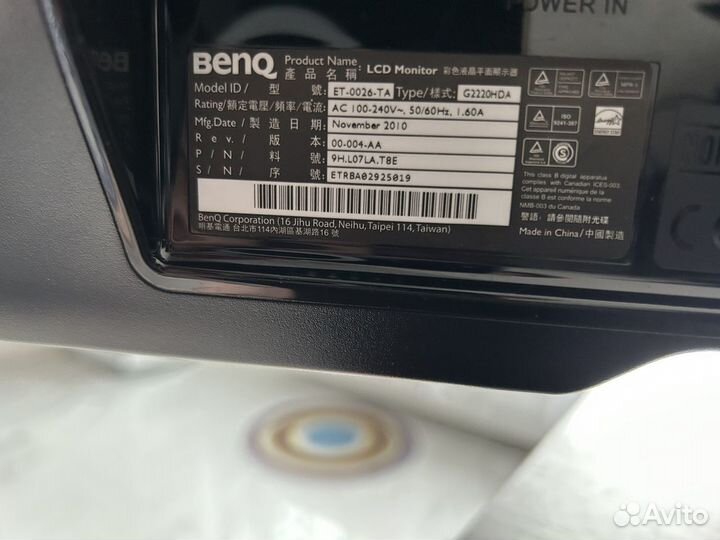 POWER IN
BenQ Product Name: LCD Monitor 彩色液晶平面顯示器
產品名稱:
Model ID / 型號: ET-0026-TA Type/樣式: G2220HDA
Rating/額定電壓/頻率/電流: AC 100-240V~, 50/60Hz, 1.60A
Mfg.Date / 製造日期: November 2010
Rev. / 版本: 00-004-AA
P / N / 料號: 9H.L07LA.T8E
S / N / 序號: ETRBA02925019
BenQ Corporation (16 Jihu Road, Neihu, Taipei 114, Taiwan)
明基電通 台北市114內湖區基湖路16號
ISO
9241-307
ENERGY STAR
This class B digital apparatus
complies with Canadian ICES-003.
Cet appareil numérique de la
classe B est conforme à la norme
NMB-003 du Canada.
警語: 請參閱隨附光碟
Made in China/中國製造
Avito